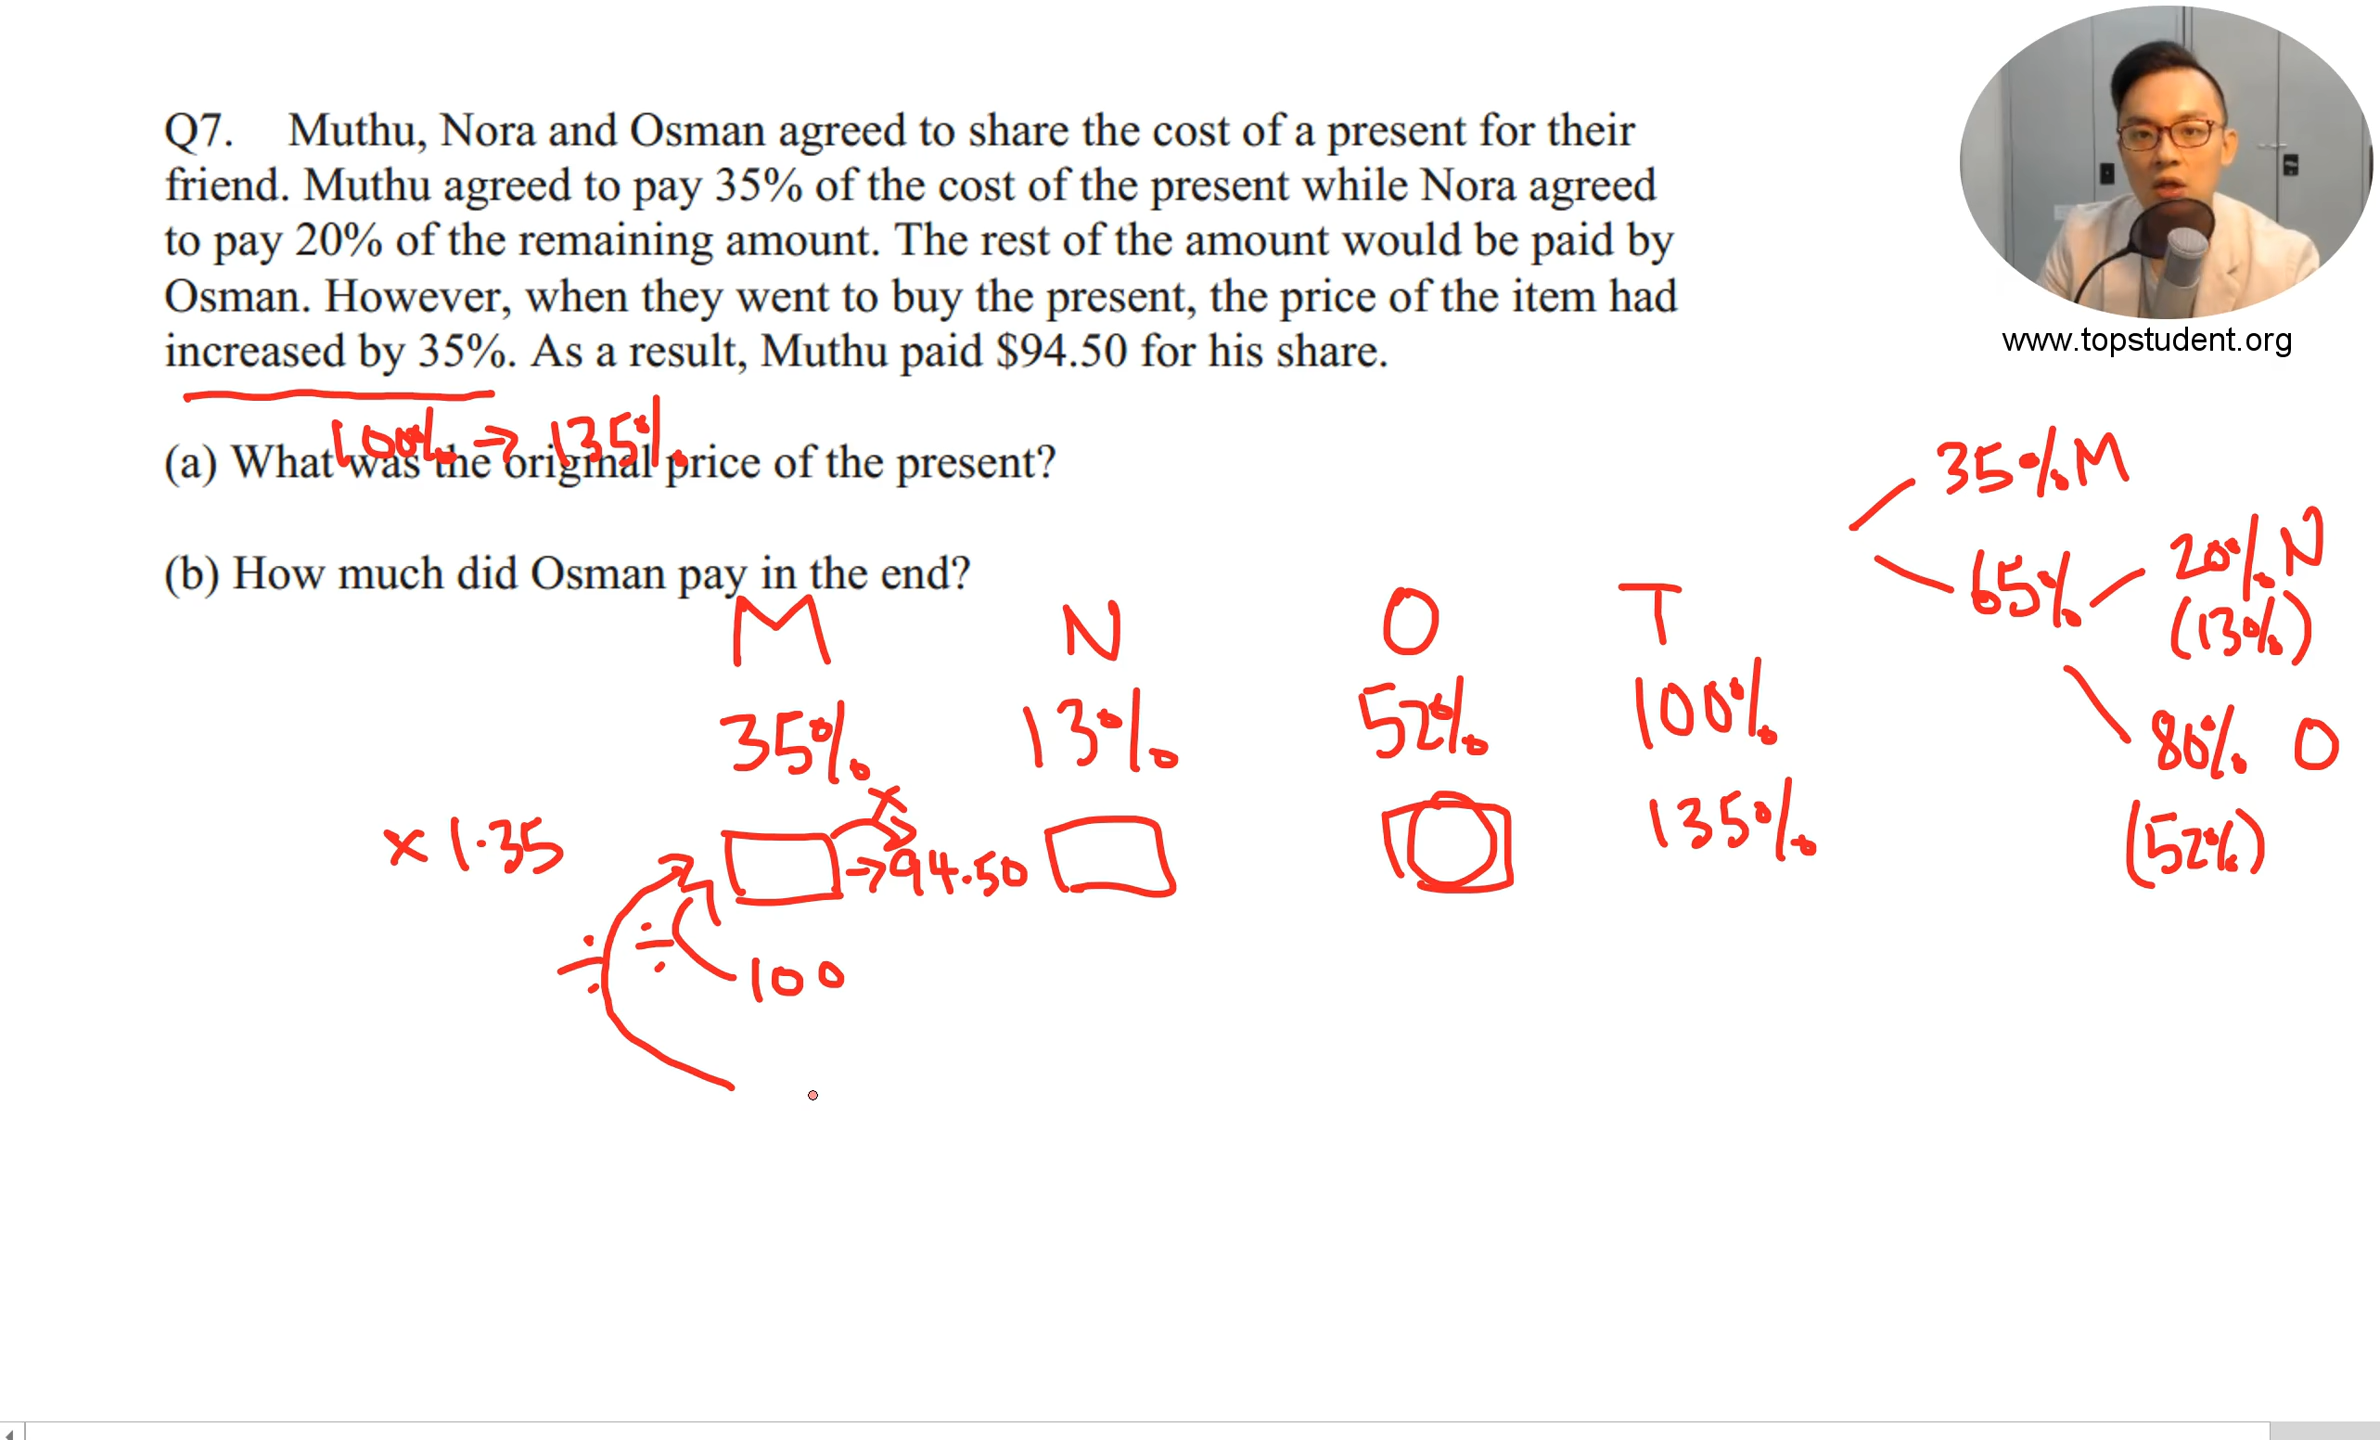 Q7. Muthu, Nora and Osman agreed to share the cost of a present for their
friend. Muthu agreed to pay 35% of the cost of the present while Nora agreed
to pay 20% of the remaining amount. The rest of the amount would be paid by
Osman. However, when they went to buy the present, the price of the item had
increased by 35%. As a result, Muthu paid $94.50 for his share.
www.topstudent.org
100% → 135%
(a) What was the original price of the present?
(b) How much did Osman pay in the end?
35% M
65%
20% N
(13%)
80% O
(52%)
M N O T
35% 13% 52% 100%
× 1.35 → 94.50 135%
×
÷ ÷ 100